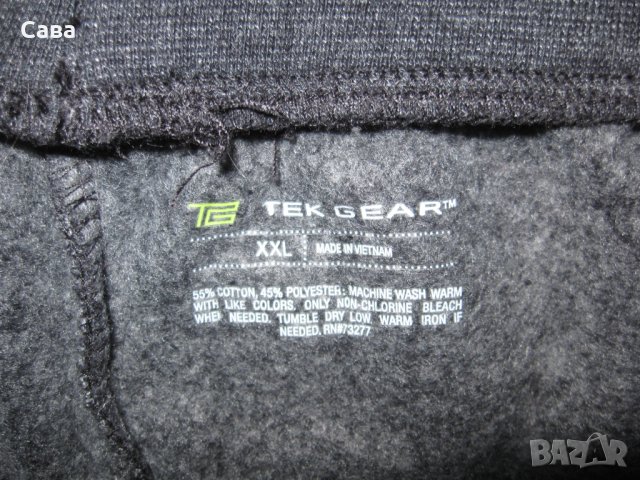 Сава
TG TEK GEAR™
XXL MADE IN VIETNAM
55% COTTON, 45% POLYESTER: MACHINE WASH WARM
WITH LIKE COLORS. ONLY NON-CHLORINE BLEACH
WHEN NEEDED. TUMBLE DRY LOW. WARM IRON IF
NEEDED. RN#73277
BAZAR